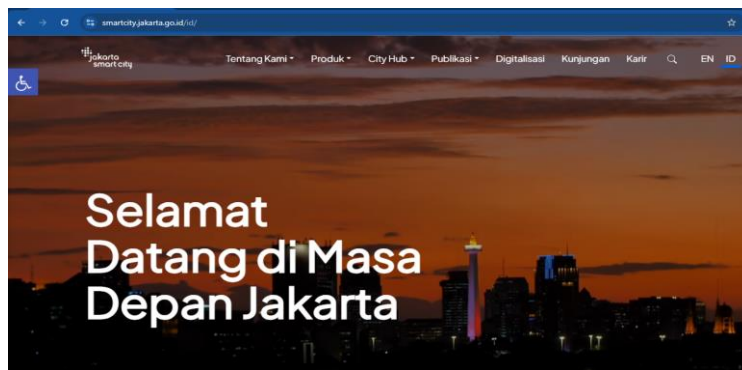 smartcity.jakarta.go.id/id/
jakarta
smart city
Tentang Kami Produk City Hub Publikasi Digitalisasi Kunjungan Karir EN ID
Selamat
Datang di Masa
Depan Jakarta